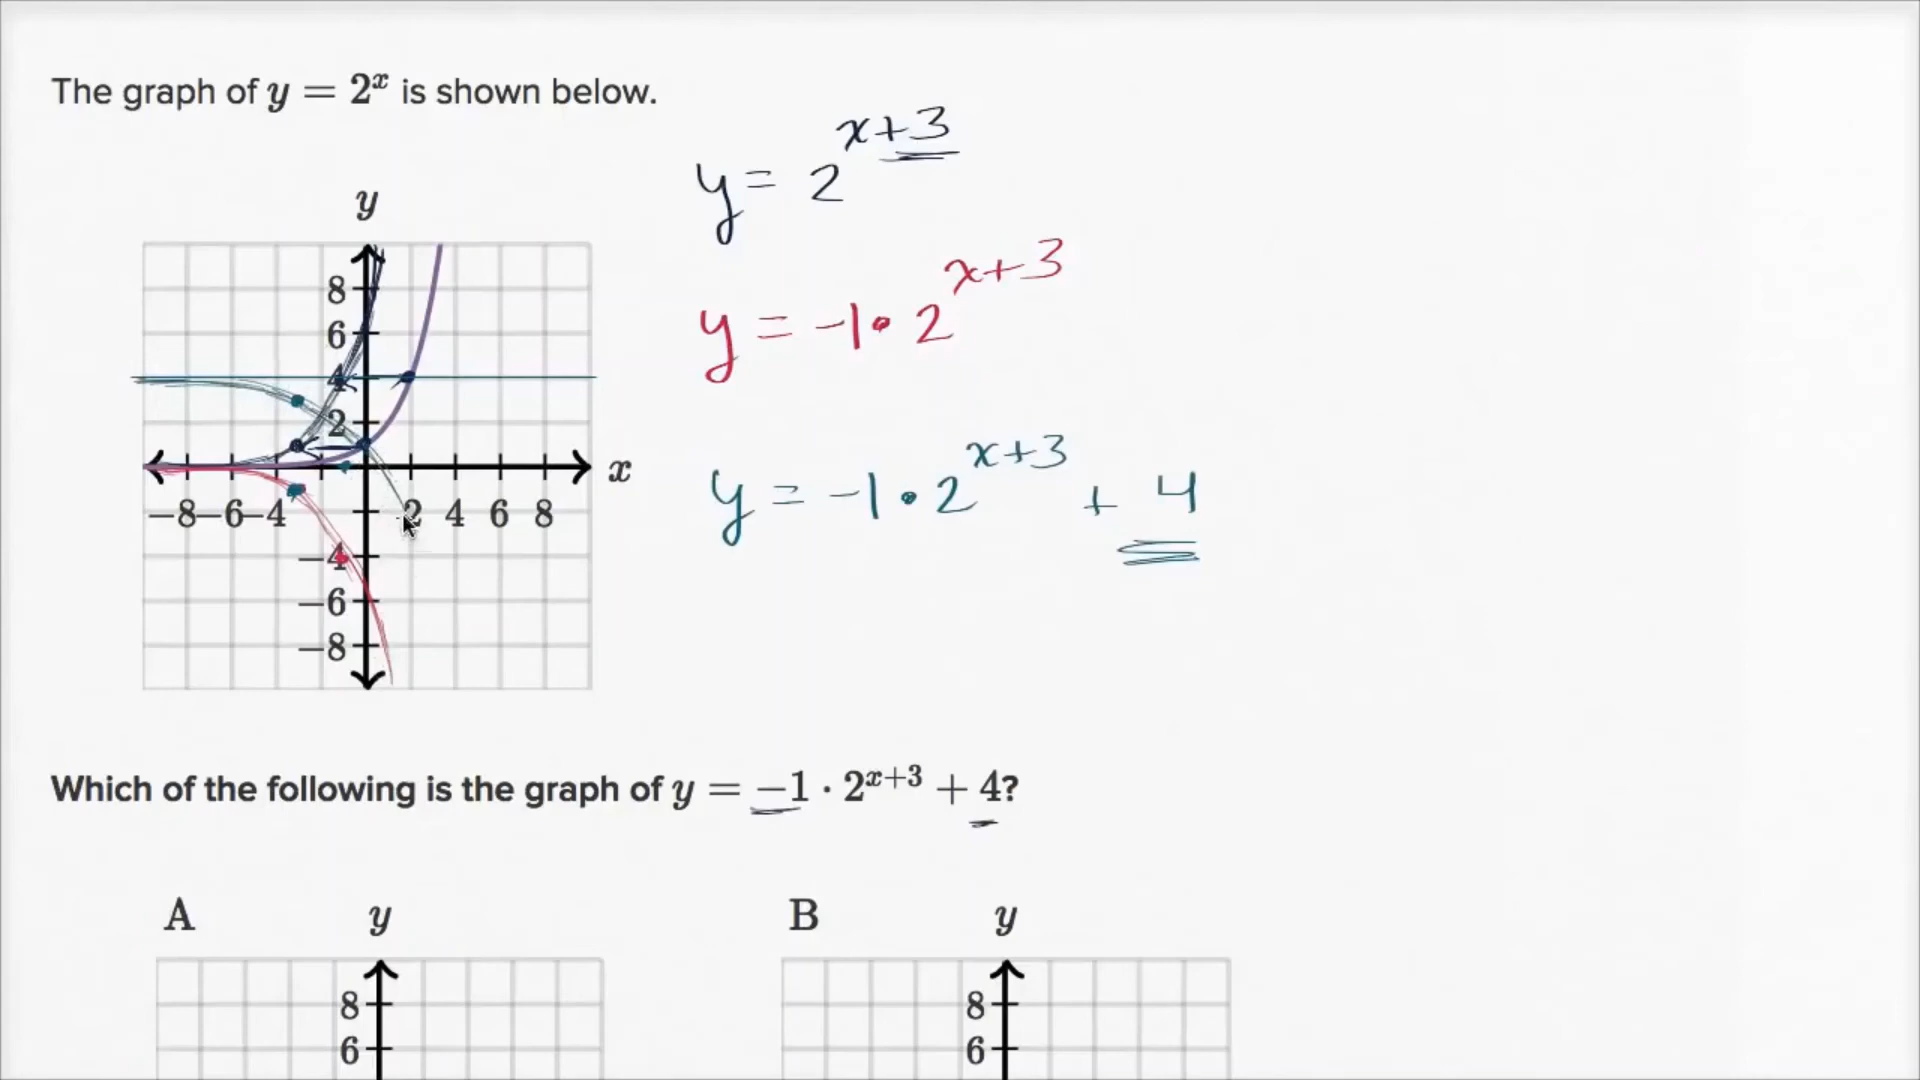 The graph of y = 2^x is shown below.
y = 2^(x+3)
y = -1 · 2^(x+3)
y = -1 · 2^(x+3) + 4
y
8
6
4
2
x
−8 −6 −4 2 4 6 8
−4
−6
−8
Which of the following is the graph of y = −1 · 2^(x+3) + 4?
A y B y
8 8
6 6